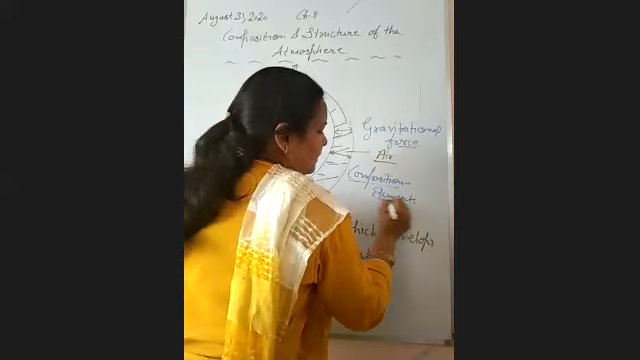 August 31, 2020 Ch-8
Composition & Structure of the
Atmosphere
Gravitational
force
Air
Composition
Elements